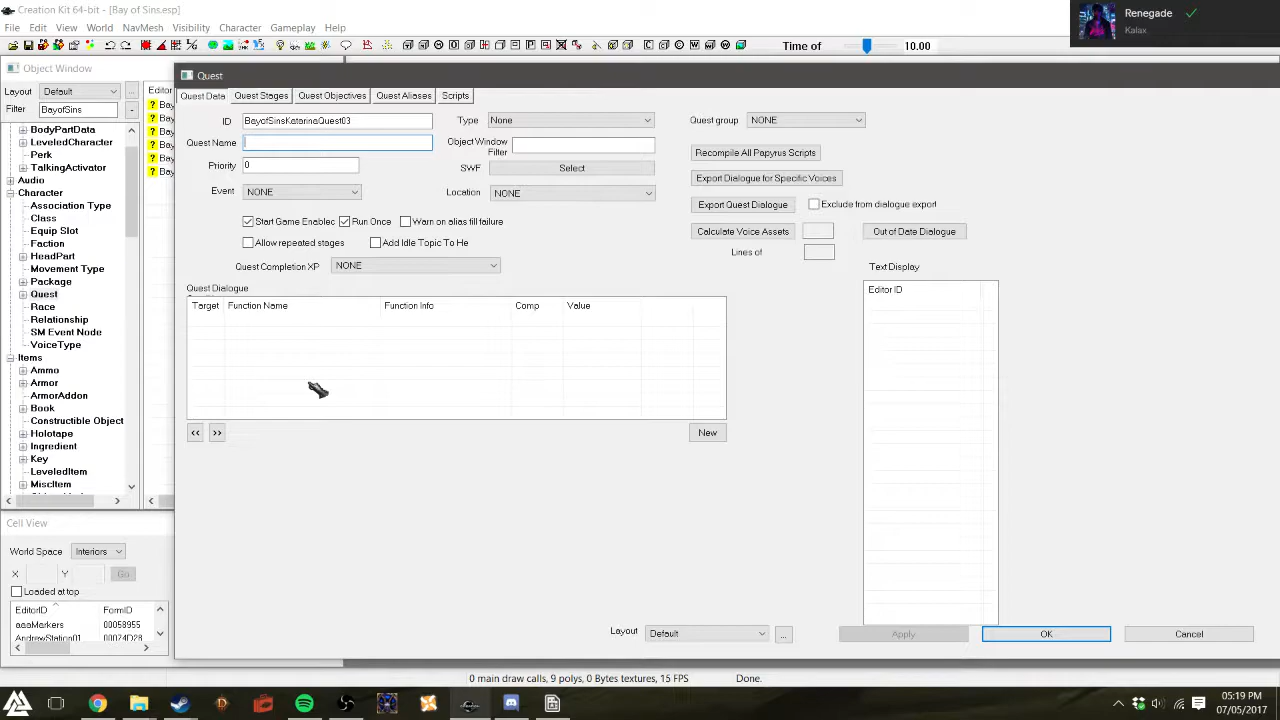 Creation Kit 64-bit - [Bay of Sins.esp]
Renegade
Kalax
File Edit View World NavMesh Visibility Character Gameplay Help
Time of 10.00
Object Window
Layout Default ...
Filter BayofSins -
BodyPartData
LeveledCharacter
Perk
TalkingActivator
Audio
Character
Association Type
Class
Equip Slot
Faction
HeadPart
Movement Type
Package
Quest
Race
Relationship
SM Event Node
VoiceType
Items
Ammo
Armor
ArmorAddon
Book
Constructible Object
Holotape
Ingredient
Key
LeveledItem
MiscItem
Editor
Bay
Bay
Bay
Bay
Bay
Bay
Cell View
World Space Interiors
X Y Go
Loaded at top
EditorID FormID
aaaMarkers 00058955
AndrewStation01 00074D28
Quest
Quest Data Quest Stages Quest Objectives Quest Aliases Scripts
ID BayofSinsKatarinaQuest03 Type None Quest group NONE
Quest Name Object Window Filter
Priority 0 SWF Select
Event NONE Location NONE
Start Game Enablec Run Once Warn on alias fill failure
Allow repeated stages Add Idle Topic To He
Quest Completion XP NONE
Quest Dialogue
Target Function Name Function Info Comp Value
<< >> New
Recompile All Papyrus Scripts
Export Dialogue for Specific Voices
Export Quest Dialogue Exclude from dialogue export
Calculate Voice Assets Out of Date Dialogue
Lines of
Text Display
Editor ID
Layout Default ... Apply OK Cancel
0 main draw calls, 9 polys, 0 Bytes textures, 15 FPS Done.
05:19 PM
07/05/2017